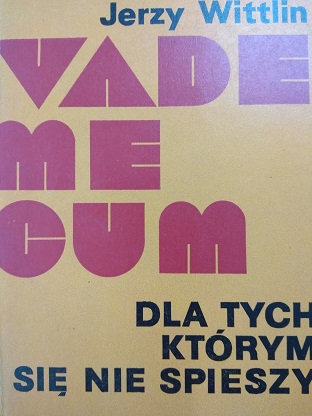 Jerzy Wittlin
VADE
ME
CUM
DLA TYCH
KTÓRYM
SIĘ NIE SPIESZY